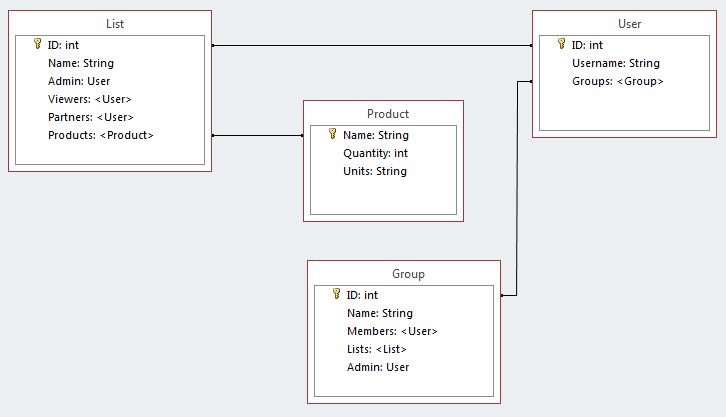 List
ID: int
Name: String
Admin: User
Viewers: <User>
Partners: <User>
Products: <Product>
User
ID: int
Username: String
Groups: <Group>
Product
Name: String
Quantity: int
Units: String
Group
ID: int
Name: String
Members: <User>
Lists: <List>
Admin: User